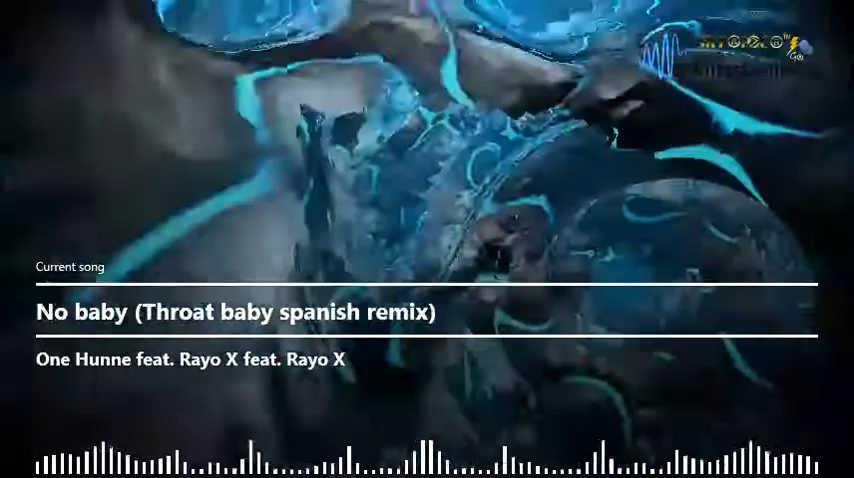 Current song
No baby (Throat baby spanish remix)
One Hunne feat. Rayo X feat. Rayo X